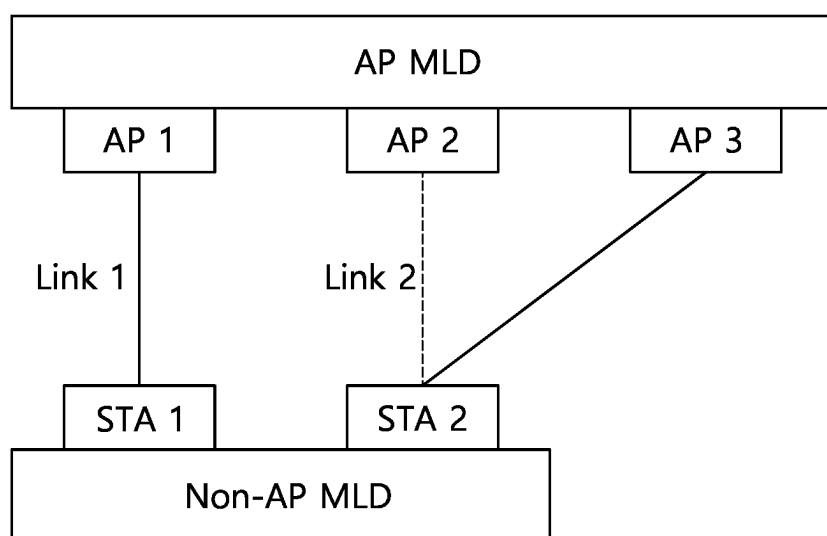 AP MLD
AP 1
AP 2
AP 3
Link 1
Link 2
STA 1
STA 2
Non-AP MLD